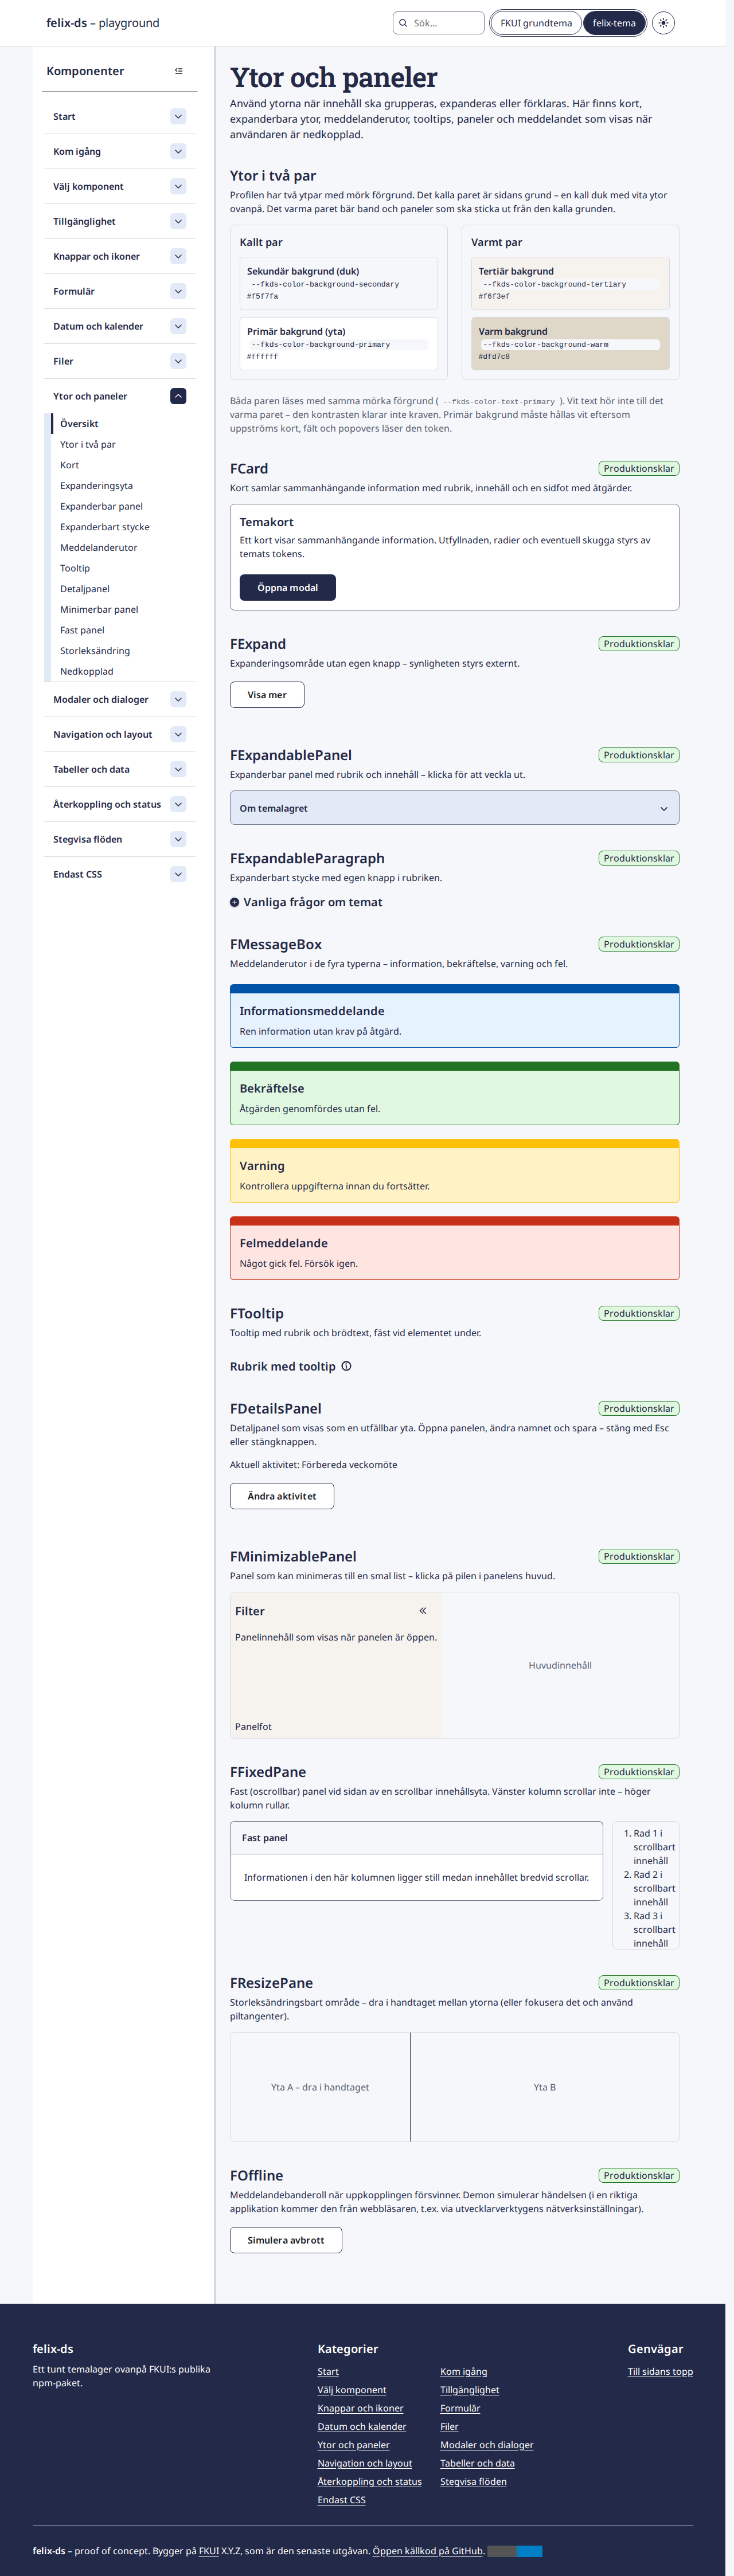 felix-ds – playground
Sök...
FKUI grundtema
felix-tema
Komponenter
Start
Kom igång
Välj komponent
Tillgänglighet
Knappar och ikoner
Formulär
Datum och kalender
Filer
Ytor och paneler
Översikt
Ytor i två par
Kort
Expanderingsyta
Expanderbar panel
Expanderbart stycke
Meddelanderutor
Tooltip
Detaljpanel
Minimerbar panel
Fast panel
Storleksändring
Nedkopplad
Modaler och dialoger
Navigation och layout
Tabeller och data
Återkoppling och status
Stegvisa flöden
Endast CSS
Ytor och paneler
Använd ytorna när innehåll ska grupperas, expanderas eller förklaras. Här finns kort,
expanderbara ytor, meddelanderutor, tooltips, paneler och meddelandet som visas när
användaren är nedkopplad.
Ytor i två par
Profilen har två ytpar med mörk förgrund. Det kalla paret är sidans grund – en kall duk med vita ytor
ovanpå. Det varma paret bär band och paneler som ska sticka ut från den kalla grunden.
Kallt par
Sekundär bakgrund (duk)
--fkds-color-background-secondary
#f5f7fa
Primär bakgrund (yta)
--fkds-color-background-primary
#ffffff
Varmt par
Tertiär bakgrund
--fkds-color-background-tertiary
#f6f3ef
Varm bakgrund
--fkds-color-background-warm
#dfd7c8
Båda paren läses med samma mörka förgrund ( --fkds-color-text-primary ). Vit text hör inte till det
varma paret – den kontrasten klarar inte kraven. Primär bakgrund måste hållas vit eftersom
uppströms kort, fält och popovers läser den token.
FCard
Produktionsklar
Kort samlar sammanhängande information med rubrik, innehåll och en sidfot med åtgärder.
Temakort
Ett kort visar sammanhängande information. Utfyllnaden, radier och eventuell skugga styrs av
temats tokens.
Öppna modal
FExpand
Produktionsklar
Expanderingsområde utan egen knapp – synligheten styrs externt.
Visa mer
FExpandablePanel
Produktionsklar
Expanderbar panel med rubrik och innehåll – klicka för att veckla ut.
Om temalagret
FExpandableParagraph
Produktionsklar
Expanderbart stycke med egen knapp i rubriken.
Vanliga frågor om temat
FMessageBox
Produktionsklar
Meddelanderutor i de fyra typerna – information, bekräftelse, varning och fel.
Informationsmeddelande
Ren information utan krav på åtgärd.
Bekräftelse
Åtgärden genomfördes utan fel.
Varning
Kontrollera uppgifterna innan du fortsätter.
Felmeddelande
Något gick fel. Försök igen.
FTooltip
Produktionsklar
Tooltip med rubrik och brödtext, fäst vid elementet under.
Rubrik med tooltip
FDetailsPanel
Produktionsklar
Detaljpanel som visas som en utfällbar yta. Öppna panelen, ändra namnet och spara – stäng med Esc
eller stängknappen.
Aktuell aktivitet: Förbereda veckomöte
Ändra aktivitet
FMinimizablePanel
Produktionsklar
Panel som kan minimeras till en smal list – klicka på pilen i panelens huvud.
Filter
Panelinnehåll som visas när panelen är öppen.
Huvudinnehåll
Panelfot
FFixedPane
Produktionsklar
Fast (oscrollbar) panel vid sidan av en scrollbar innehållsyta. Vänster kolumn scrollar inte – höger
kolumn rullar.
Fast panel
Informationen i den här kolumnen ligger still medan innehållet bredvid scrollar.
1. Rad 1 i
scrollbart
innehåll
2. Rad 2 i
scrollbart
innehåll
3. Rad 3 i
scrollbart
innehåll
FResizePane
Produktionsklar
Storleksändringsbart område – dra i handtaget mellan ytorna (eller fokusera det och använd
piltangenter).
Yta A – dra i handtaget
Yta B
FOffline
Produktionsklar
Meddelandebanderoll när uppkopplingen försvinner. Demon simulerar händelsen (i en riktig
applikation kommer den från webbläsaren, t.ex. via utvecklarverktygens nätverksinställningar).
Simulera avbrott
felix-ds
Ett tunt temalager ovanpå FKUI:s publika
npm-paket.
Kategorier
Start
Kom igång
Välj komponent
Tillgänglighet
Knappar och ikoner
Formulär
Datum och kalender
Filer
Ytor och paneler
Modaler och dialoger
Navigation och layout
Tabeller och data
Återkoppling och status
Stegvisa flöden
Endast CSS
Genvägar
Till sidans topp
felix-ds – proof of concept. Bygger på FKUI X.Y.Z, som är den senaste utgåvan. Öppen källkod på GitHub.